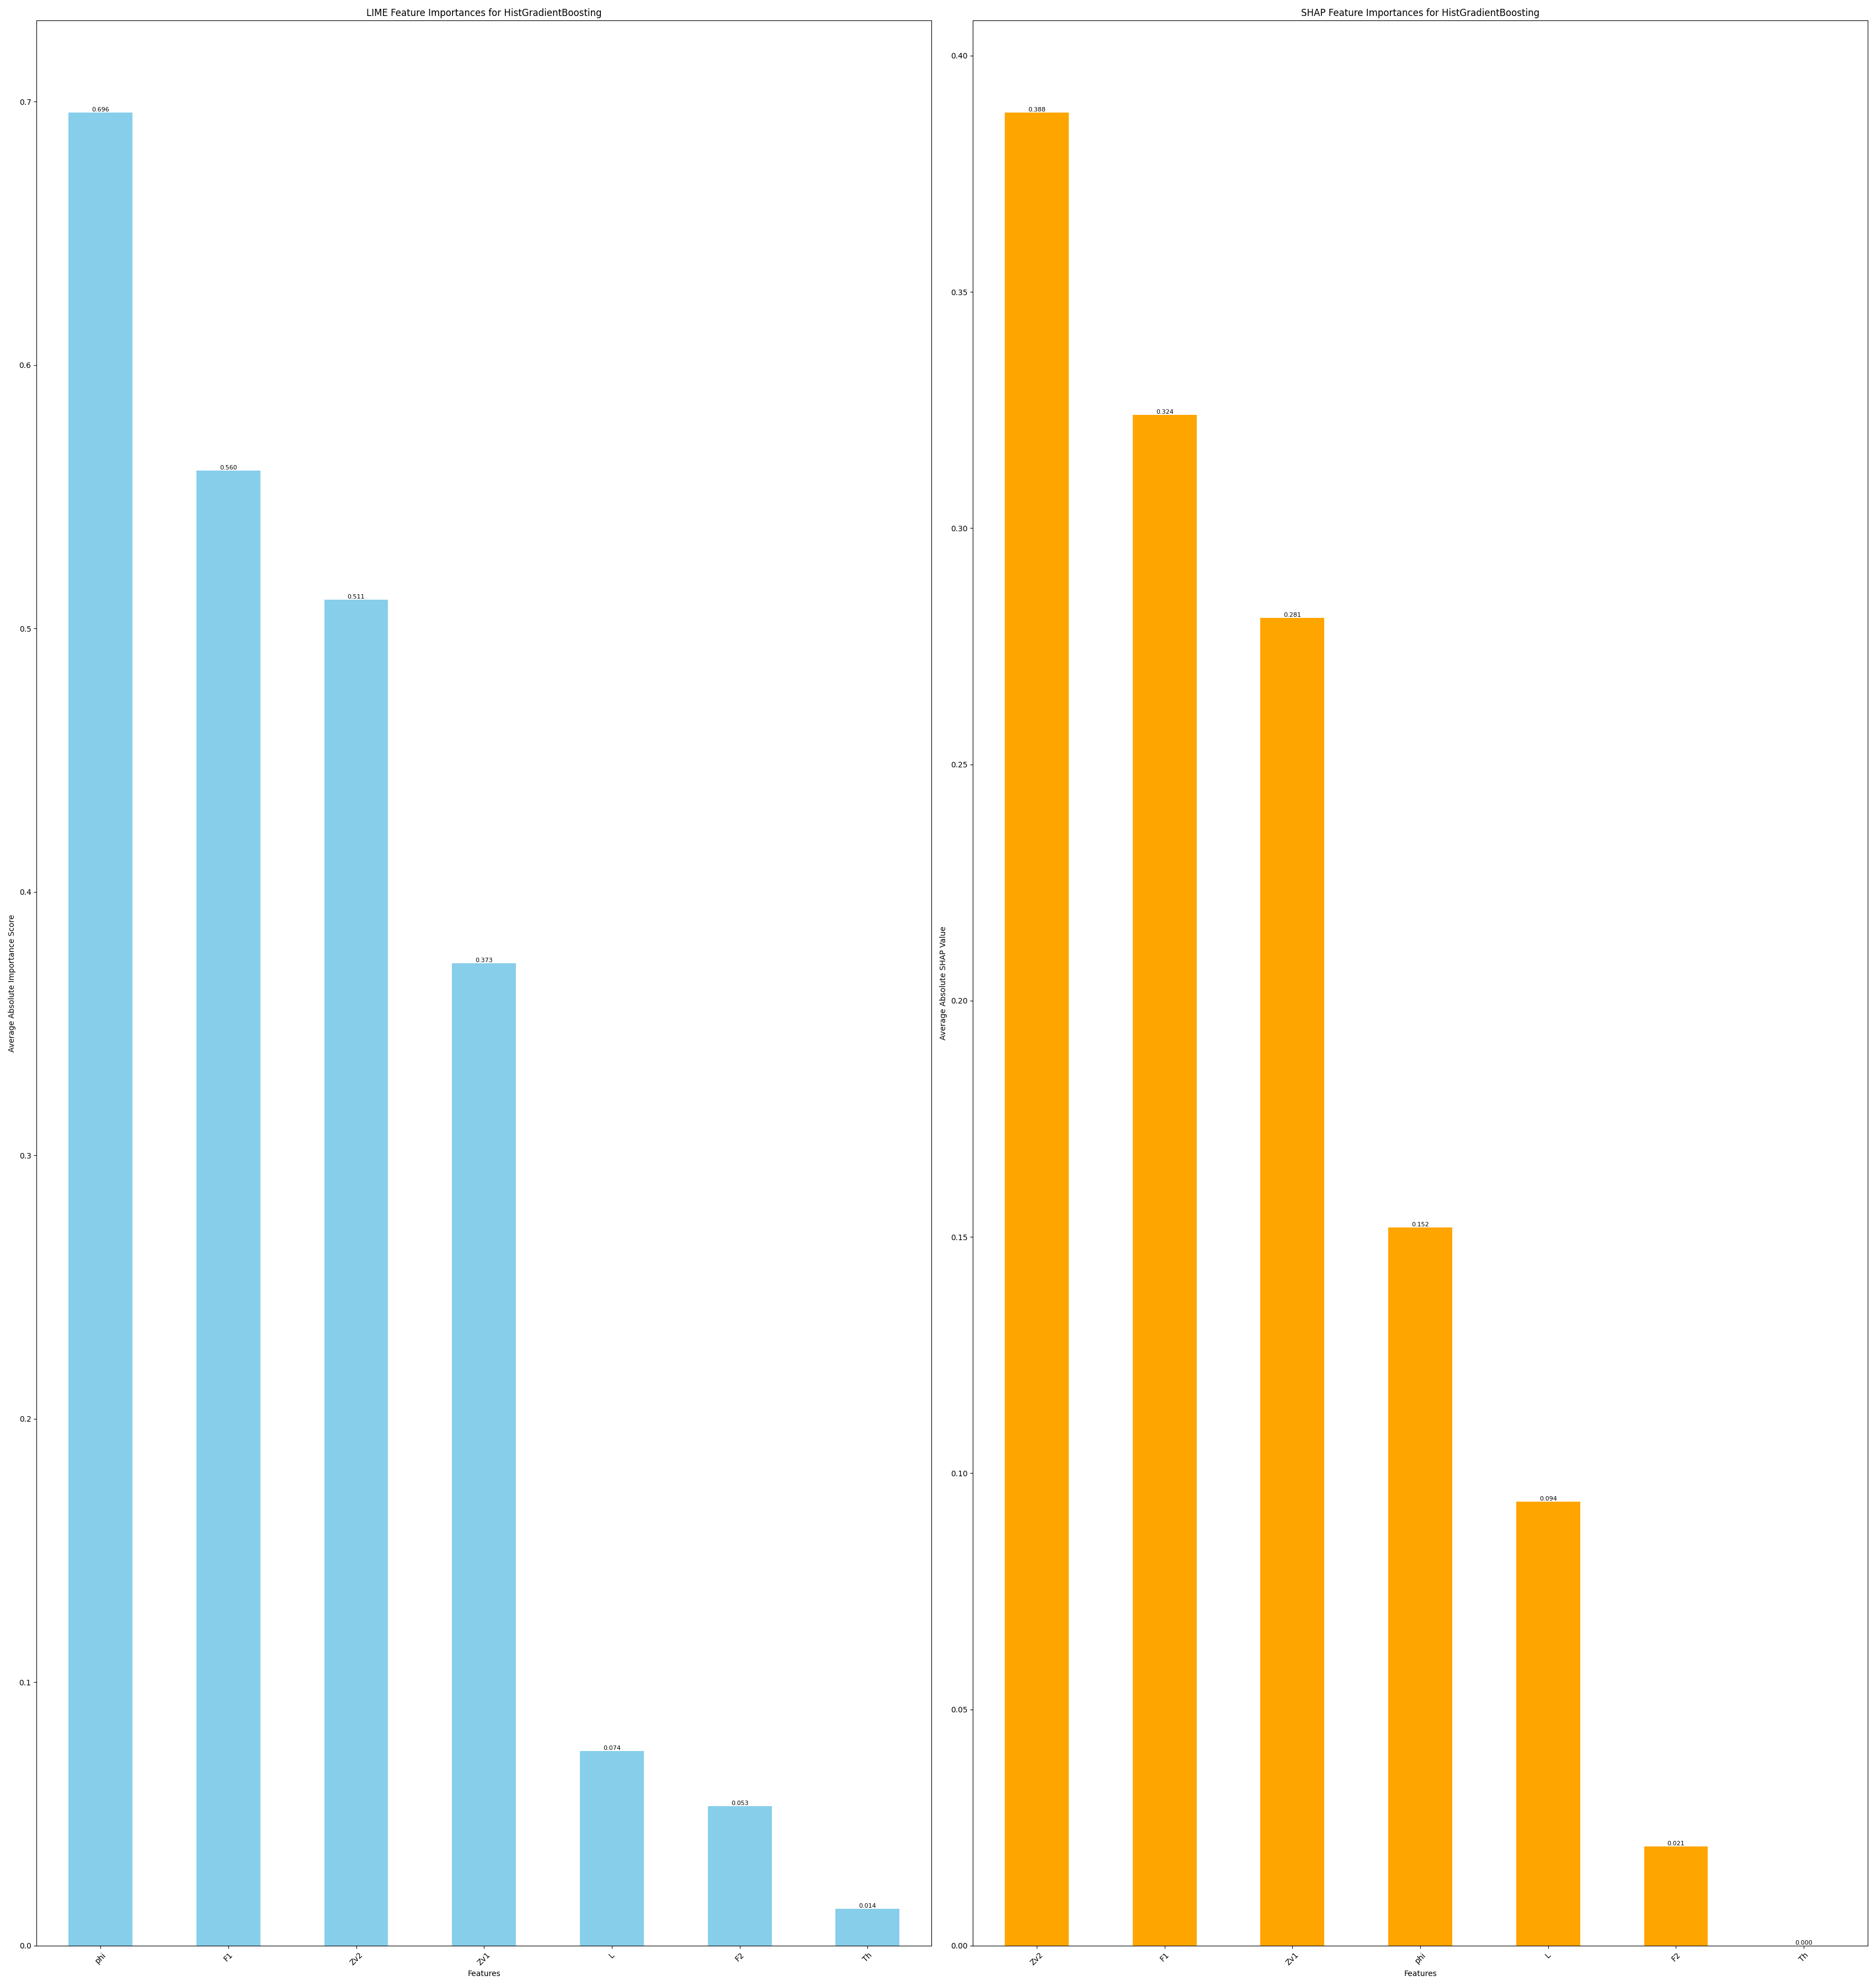 LIME Feature Importances for HistGradientBoosting
Average Absolute Importance Score
0.7
0.6
0.5
0.4
0.3
0.2
0.1
0.0
0.696
0.560
0.511
0.373
0.074
0.053
0.014
phi
F1
Zv2
Zv1
L
F2
Th
Features
SHAP Feature Importances for HistGradientBoosting
Average Absolute SHAP Value
0.40
0.35
0.30
0.25
0.20
0.15
0.10
0.05
0.00
0.388
0.324
0.281
0.152
0.094
0.021
0.000
Zv2
F1
Zv1
phi
L
F2
Th
Features